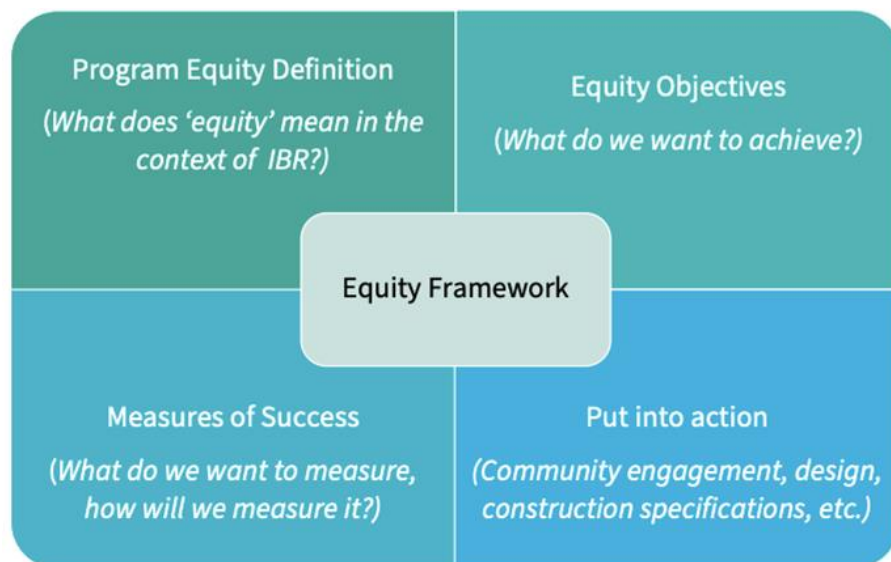 Program Equity Definition
(What does ‘equity’ mean in the
context of IBR?)
Equity Objectives
(What do we want to achieve?)
Equity Framework
Measures of Success
(What do we want to measure,
how will we measure it?)
Put into action
(Community engagement, design,
construction specifications, etc.)